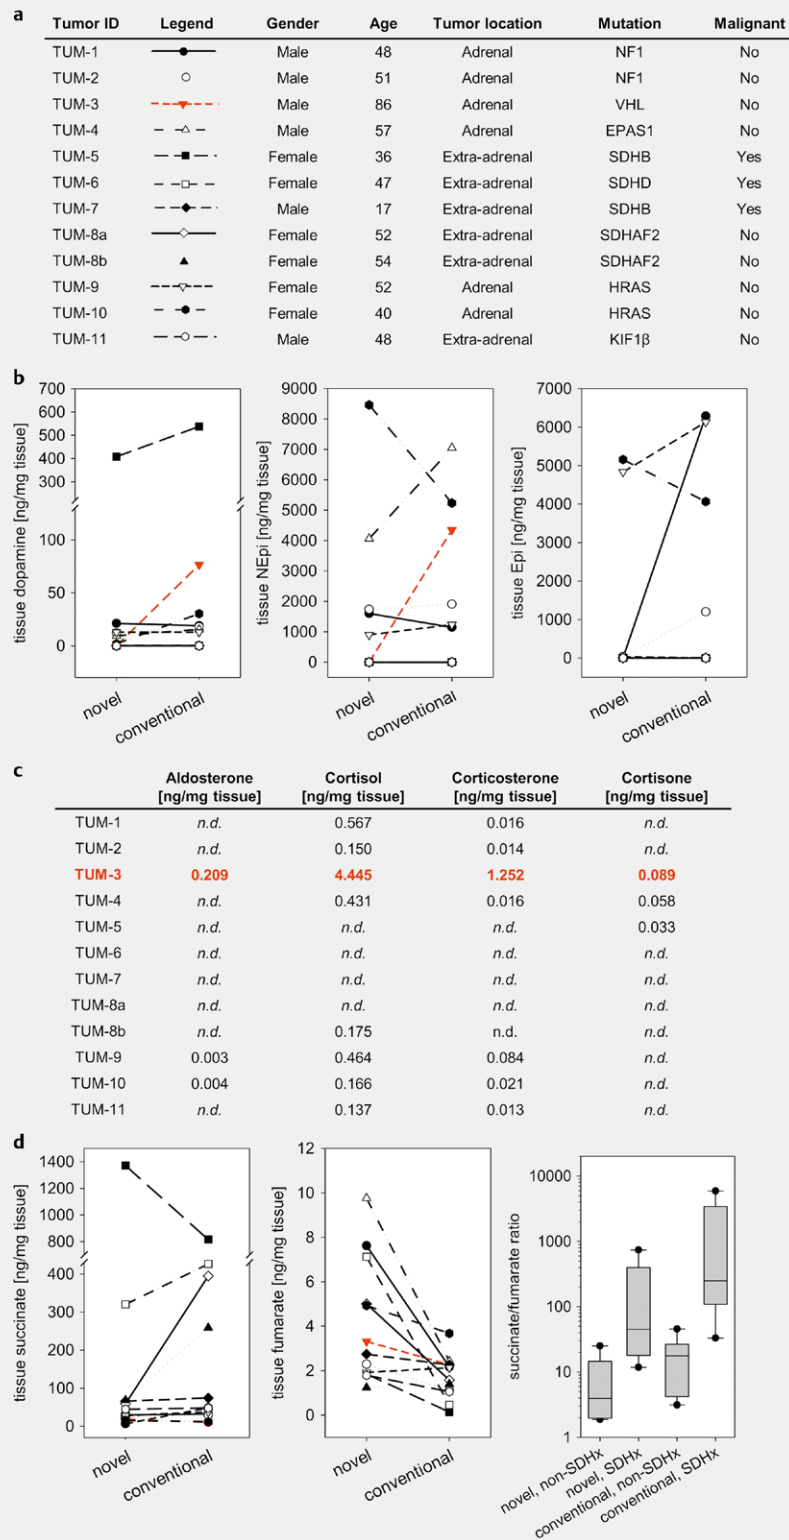 a
Tumor ID Legend Gender Age Tumor location Mutation Malignant
TUM-1 Male 48 Adrenal NF1 No
TUM-2 Male 51 Adrenal NF1 No
TUM-3 Male 86 Adrenal VHL No
TUM-4 Male 57 Adrenal EPAS1 No
TUM-5 Female 36 Extra-adrenal SDHB Yes
TUM-6 Female 47 Extra-adrenal SDHD Yes
TUM-7 Male 17 Extra-adrenal SDHB Yes
TUM-8a Female 52 Extra-adrenal SDHAF2 No
TUM-8b Female 54 Extra-adrenal SDHAF2 No
TUM-9 Female 52 Adrenal HRAS No
TUM-10 Female 40 Adrenal HRAS No
TUM-11 Male 48 Extra-adrenal KIF1β No
b
tissue dopamine [ng/mg tissue]
700
600
500
400
300
100
50
0
novel
conventional
tissue NEpi [ng/mg tissue]
9000
8000
7000
6000
5000
4000
3000
2000
1000
0
novel
conventional
tissue Epi [ng/mg tissue]
7000
6000
5000
4000
3000
2000
1000
0
novel
conventional
c
Aldosterone Cortisol Corticosterone Cortisone
[ng/mg tissue] [ng/mg tissue] [ng/mg tissue] [ng/mg tissue]
TUM-1 n.d. 0.567 0.016 n.d.
TUM-2 n.d. 0.150 0.014 n.d.
TUM-3 0.209 4.445 1.252 0.089
TUM-4 n.d. 0.431 0.016 0.058
TUM-5 n.d. n.d. n.d. 0.033
TUM-6 n.d. n.d. n.d. n.d.
TUM-7 n.d. n.d. n.d. n.d.
TUM-8a n.d. n.d. n.d. n.d.
TUM-8b n.d. 0.175 n.d. n.d.
TUM-9 0.003 0.464 0.084 n.d.
TUM-10 0.004 0.166 0.021 n.d.
TUM-11 n.d. 0.137 0.013 n.d.
d
tissue succinate [ng/mg tissue]
1400
1200
1000
800
400
300
200
100
0
novel
conventional
tissue fumarate [ng/mg tissue]
12
10
8
6
4
2
0
novel
conventional
succinate/fumarate ratio
10000
1000
100
10
1
novel, non-SDHx
novel, SDHx
conventional, non-SDHx
conventional, SDHx